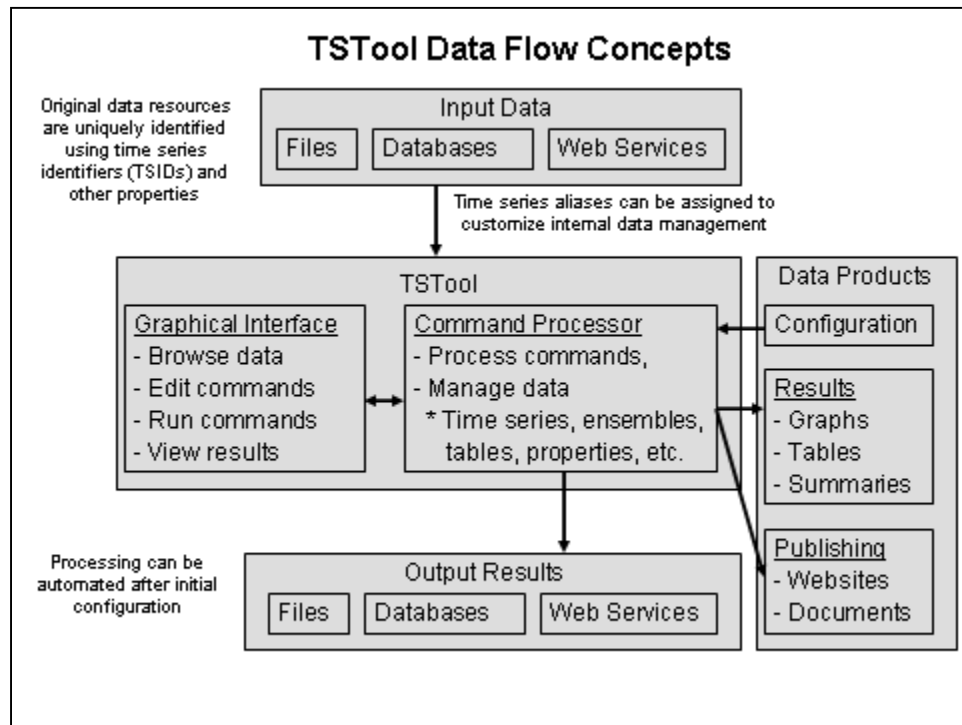 TSTool Data Flow Concepts
Original data resources
are uniquely identified
using time series
identifiers (TSIDs) and
other properties
Input Data
Files
Databases
Web Services
Time series aliases can be assigned to
customize internal data management
TSTool
Graphical Interface
- Browse data
- Edit commands
- Run commands
- View results
Command Processor
- Process commands,
- Manage data
* Time series, ensembles,
tables, properties, etc.
Data Products
Configuration
Results
- Graphs
- Tables
- Summaries
Publishing
- Websites
- Documents
Processing can be
automated after initial
configuration
Output Results
Files
Databases
Web Services